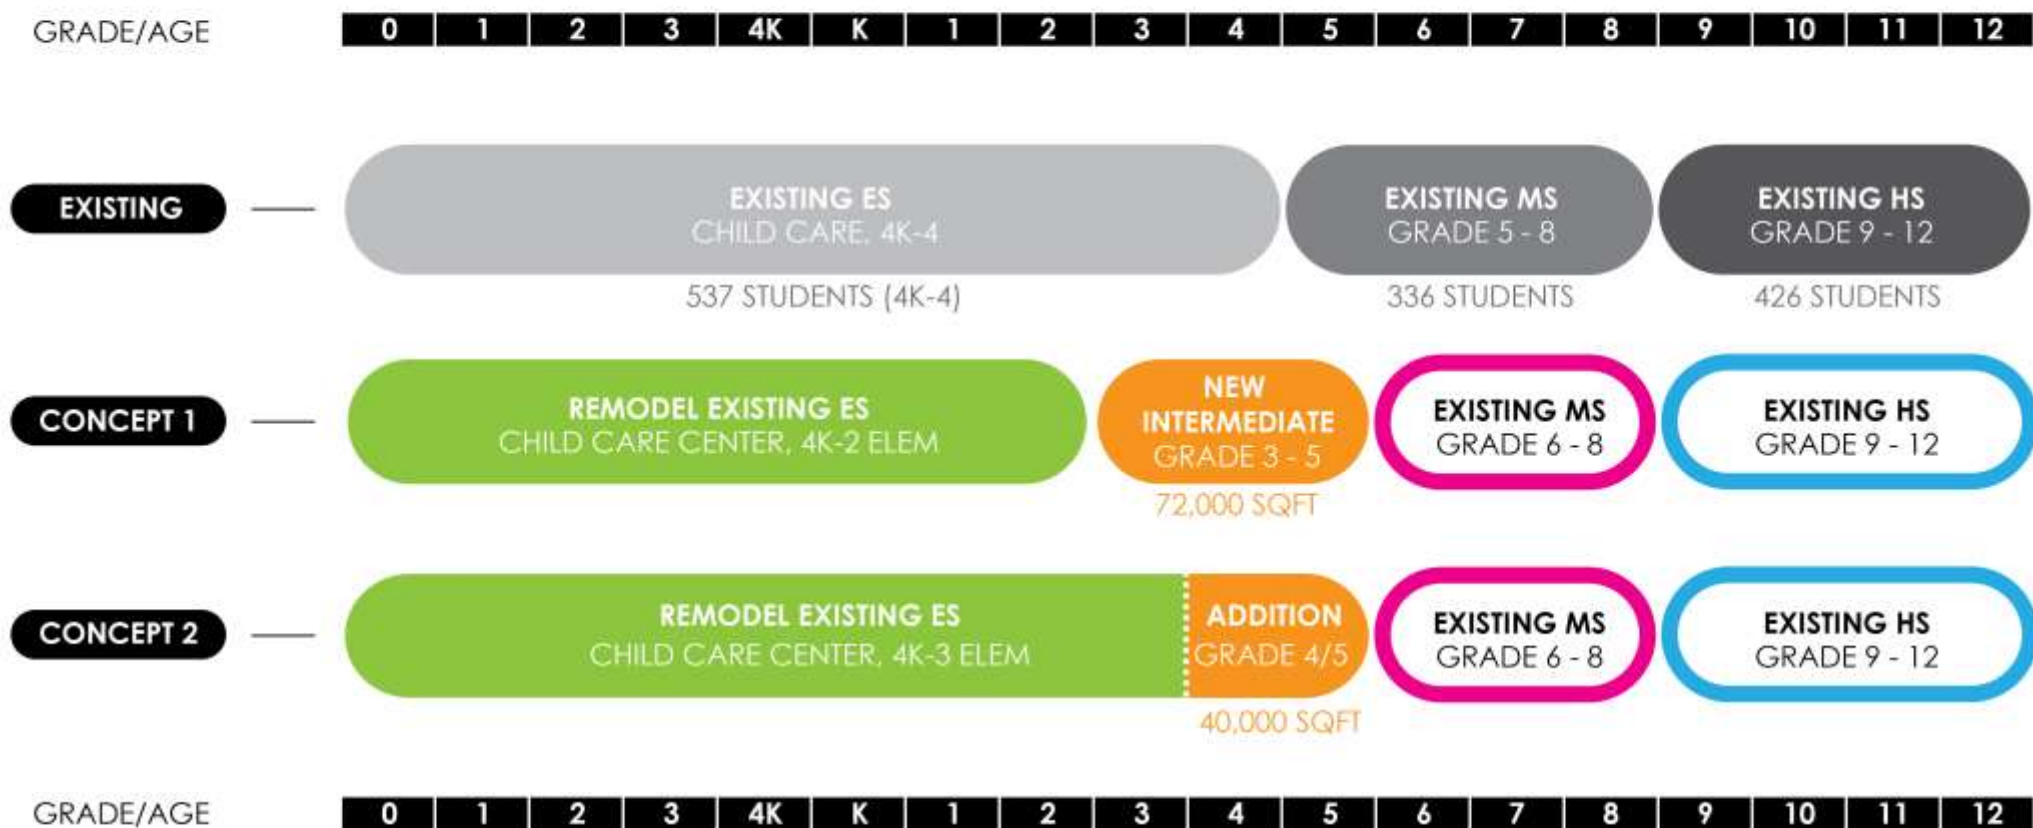 GRADE/AGE 0 1 2 3 4K K 1 2 3 4 5 6 7 8 9 10 11 12
EXISTING
EXISTING ES
CHILD CARE, 4K-4
537 STUDENTS (4K-4)
EXISTING MS
GRADE 5 - 8
336 STUDENTS
EXISTING HS
GRADE 9 - 12
426 STUDENTS
CONCEPT 1
REMODEL EXISTING ES
CHILD CARE CENTER, 4K-2 ELEM
NEW
INTERMEDIATE
GRADE 3 - 5
72,000 SQFT
EXISTING MS
GRADE 6 - 8
EXISTING HS
GRADE 9 - 12
CONCEPT 2
REMODEL EXISTING ES
CHILD CARE CENTER, 4K-3 ELEM
ADDITION
GRADE 4/5
40,000 SQFT
EXISTING MS
GRADE 6 - 8
EXISTING HS
GRADE 9 - 12
GRADE/AGE 0 1 2 3 4K K 1 2 3 4 5 6 7 8 9 10 11 12